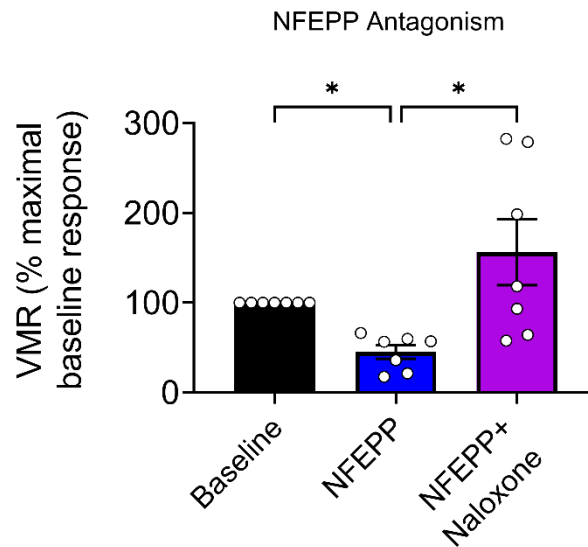 NFEPP Antagonism
* *
VMR (% maximal
baseline response)
300
200
100
0
Baseline
NFEPP
NFEPP+
Naloxone